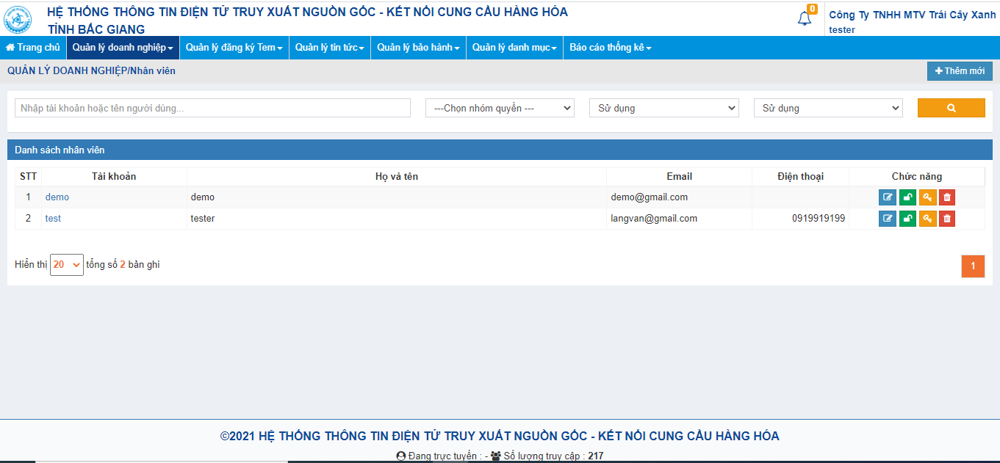 HỆ THỐNG THÔNG TIN ĐIỆN TỬ TRUY XUẤT NGUỒN GỐC - KẾT NỐI CUNG CẦU HÀNG HÓA
TỈNH BẮC GIANG
0
Công Ty TNHH MTV Trái Cây Xanh
tester
Trang chủ Quản lý doanh nghiệp Quản lý đăng ký Tem Quản lý tin tức Quản lý bảo hành Quản lý danh mục Báo cáo thống kê
QUẢN LÝ DOANH NGHIỆP/Nhân viên
Thêm mới
Nhập tài khoản hoặc tên người dùng... ---Chọn nhóm quyền --- Sử dụng Sử dụng
Danh sách nhân viên
STT Tài khoản Họ và tên Email Điện thoại Chức năng
1 demo demo demo@gmail.com
2 test tester langvan@gmail.com 0919919199
Hiển thị 20 tổng số 2 bản ghi
1
©2021 HỆ THỐNG THÔNG TIN ĐIỆN TỬ TRUY XUẤT NGUỒN GỐC - KẾT NỐI CUNG CẦU HÀNG HÓA
Đang trực tuyến : - Số lượng truy cập : 217